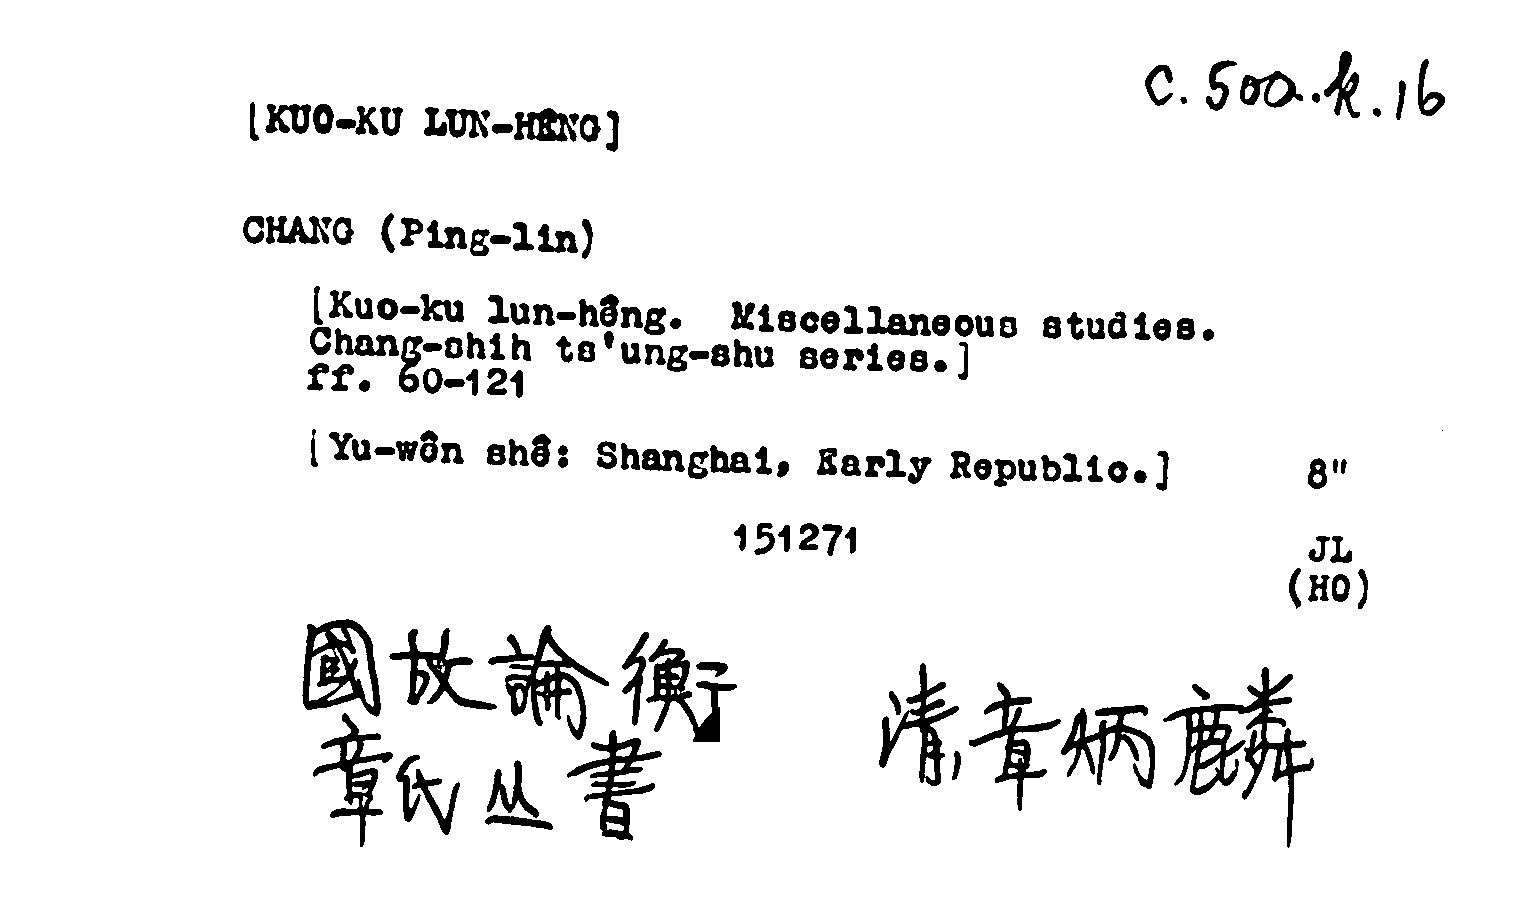 C.500.k.16
[KUO-KU LUN-HÊNG]
CHANG (Ping-lin)
[Kuo-ku lun-hêng. Miscellaneous studies.
Chang-shih ts'ung-shu series.]
ff. 60-121
[Yu-wên shê: Shanghai, Early Republic.] 8"
151271 JL
(HO)
國故論衡
章氏丛書
清,章炳麟